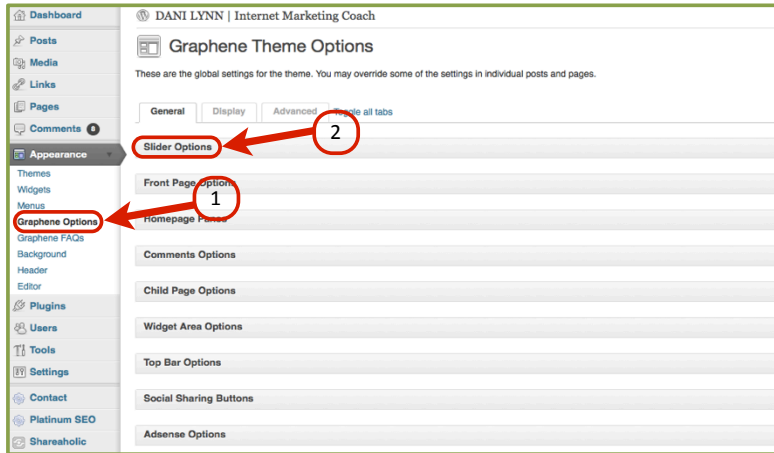 Dashboard
Posts
Media
Links
Pages
Comments 8
Appearance
Themes
Widgets
Menus
Graphene Options
Graphene FAQs
Background
Header
Editor
Plugins
Users
Tools
Settings
Contact
Platinum SEO
Shareaholic
DANI LYNN | Internet Marketing Coach
Graphene Theme Options
These are the global settings for the theme. You may override some of the settings in individual posts and pages.
General Display Advanced Toggle all tabs
2
Slider Options
Front Page Options
1
Homepage Panes
Comments Options
Child Page Options
Widget Area Options
Top Bar Options
Social Sharing Buttons
Adsense Options